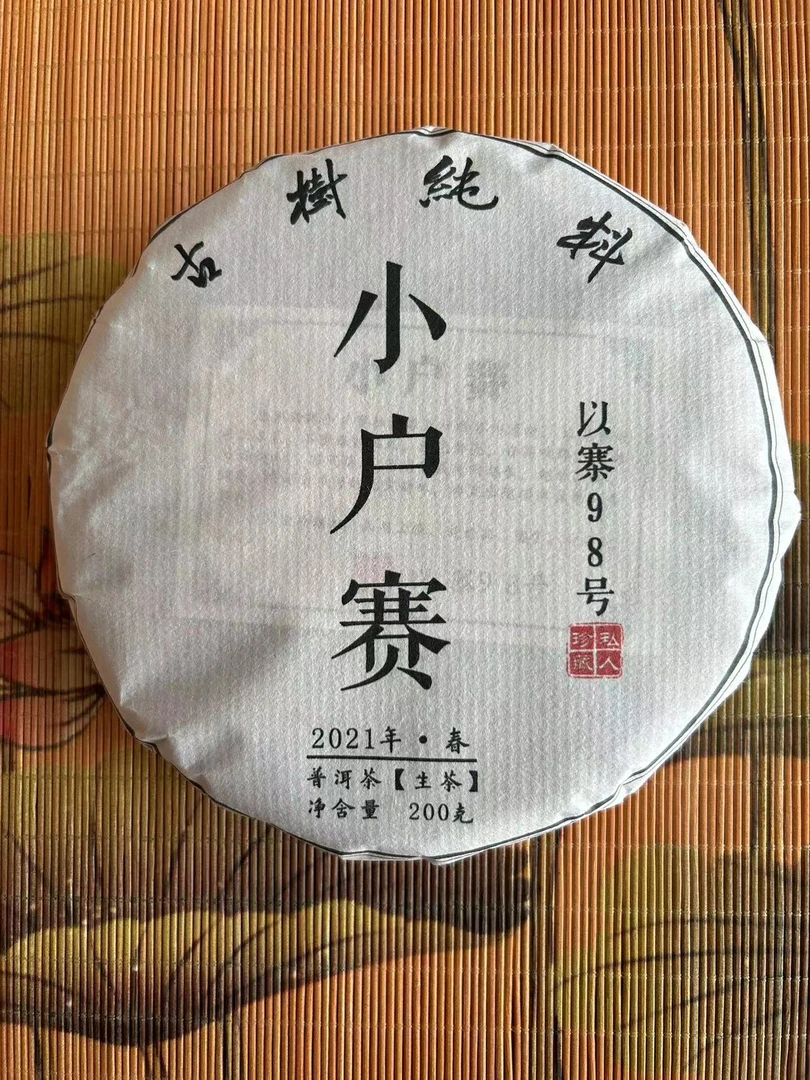 古樹純料
小户赛
以寨98号
私人
珍藏
2021年·春
普洱茶【生茶】
净含量 200克